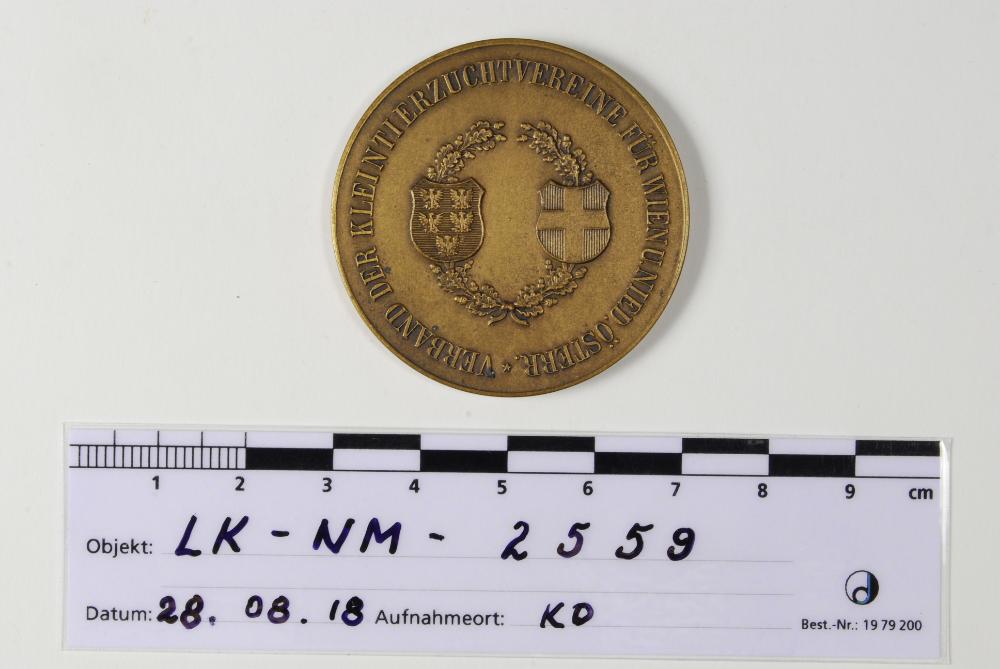 VERBAND DER KLEINTIERZUCHTVEREINE FÜR WIEN U. NIED. ÖSTERR. *
1 2 3 4 5 6 7 8 9 cm
Objekt: LK - NM - 2559
Datum: 28. 08. 18 Aufnahmeort: KO
Best.-Nr.: 19 79 200